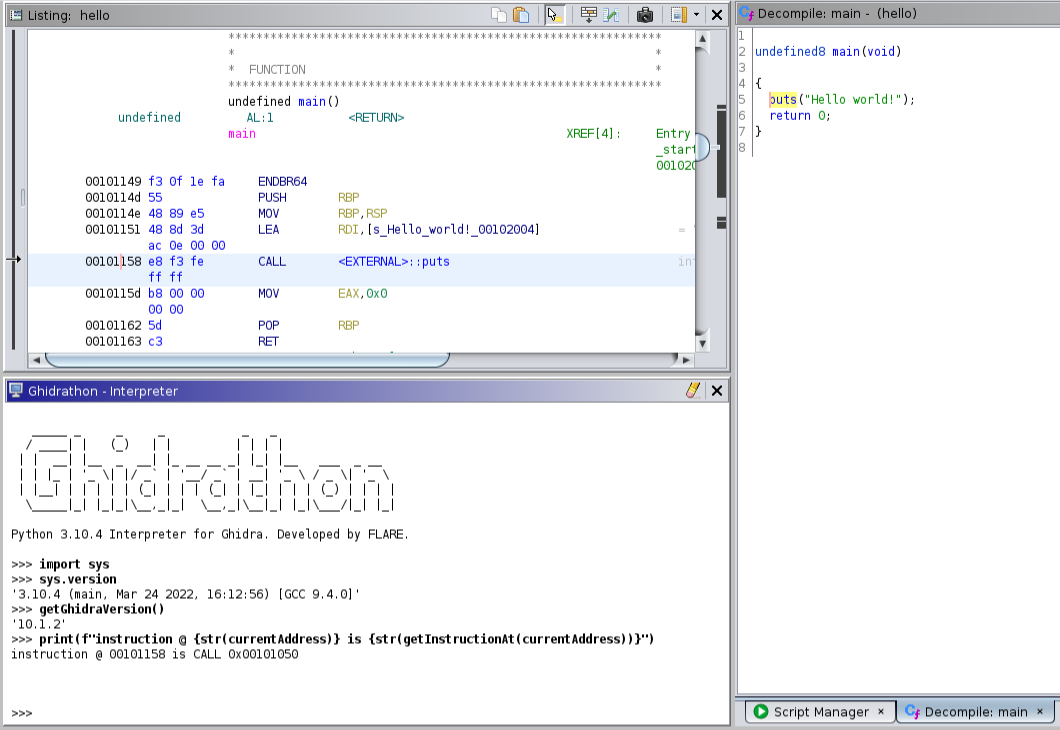 Listing: hello
*************************************************************
* *
* FUNCTION *
*************************************************************
undefined main()
undefined AL:1 <RETURN>
main XREF[4]: Entry
_start
001020
00101149 f3 0f 1e fa ENDBR64
0010114d 55 PUSH RBP
0010114e 48 89 e5 MOV RBP,RSP
00101151 48 8d 3d LEA RDI,[s_Hello_world!_00102004] =
ac 0e 00 00
00101158 e8 f3 fe CALL <EXTERNAL>::puts in
ff ff
0010115d b8 00 00 MOV EAX,0x0
00 00
00101162 5d POP RBP
00101163 c3 RET
Ghidrathon - Interpreter
Ghidrathon
Python 3.10.4 Interpreter for Ghidra. Developed by FLARE.
>>> import sys
>>> sys.version
'3.10.4 (main, Mar 24 2022, 16:12:56) [GCC 9.4.0]'
>>> getGhidraVersion()
'10.1.2'
>>> print(f"instruction @ {str(currentAddress)} is {str(getInstructionAt(currentAddress))}")
instruction @ 00101158 is CALL 0x00101050
>>>
Decompile: main - (hello)
1
2 undefined8 main(void)
3
4 {
5 puts("Hello world!");
6 return 0;
7 }
8
Script Manager ×
Decompile: main ×